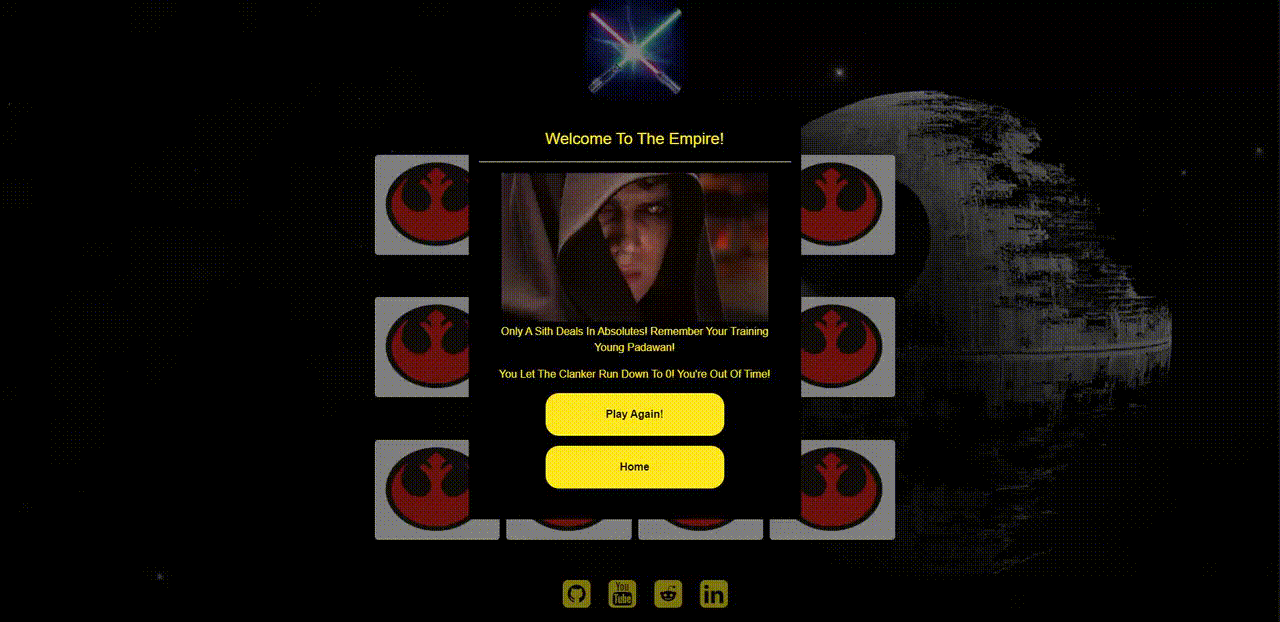 Welcome To The Empire!
Only A Sith Deals In Absolutes! Remember Your Training
Young Padawan!
You Let The Clanker Run Down To 0! You're Out Of Time!
Play Again!
Home
You
Tube
in